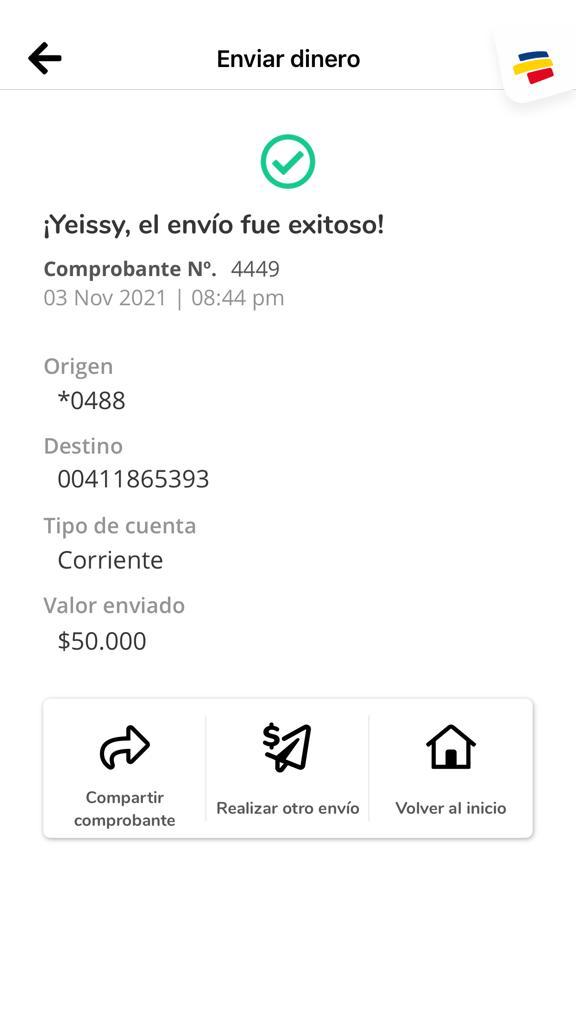 Enviar dinero
¡Yeissy, el envío fue exitoso!
Comprobante Nº. 4449
03 Nov 2021 | 08:44 pm
Origen
*0488
Destino
00411865393
Tipo de cuenta
Corriente
Valor enviado
$50.000
Compartir
comprobante
Realizar otro envío
Volver al inicio